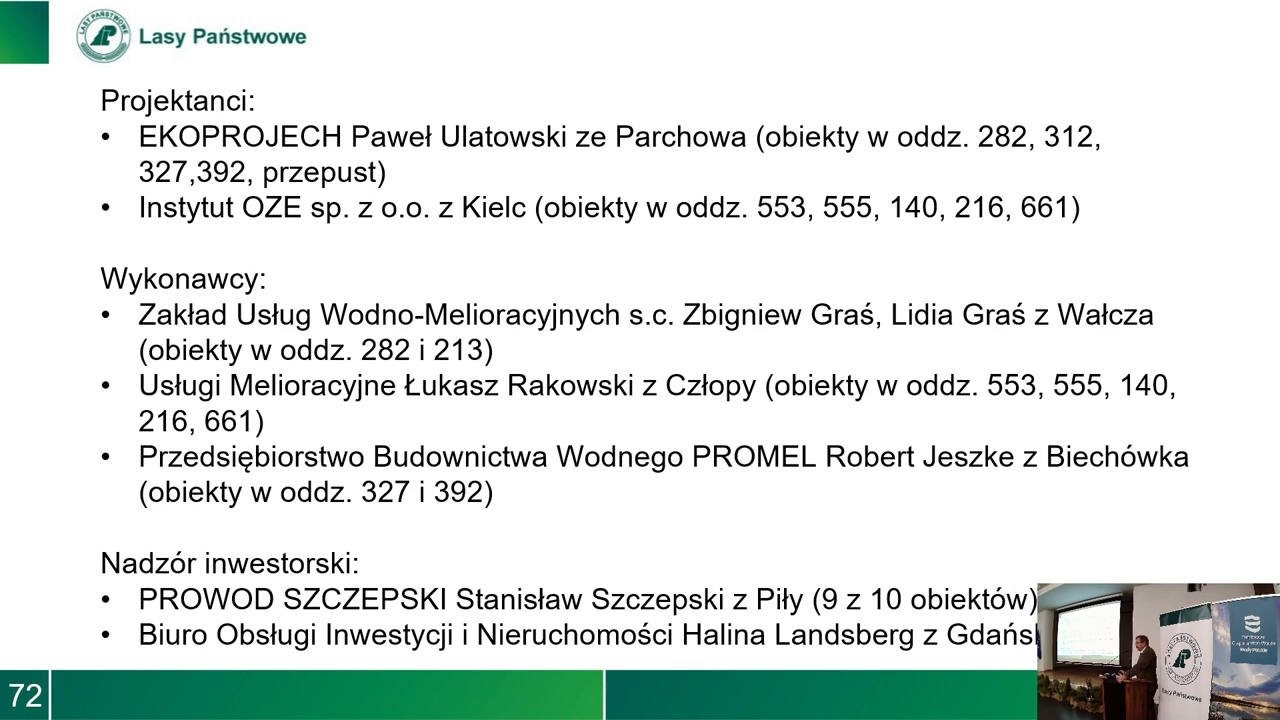 Lasy Państwowe
Projektanci:
• EKOPROJECH Paweł Ulatowski ze Parchowa (obiekty w oddz. 282, 312,
327,392, przepust)
• Instytut OZE sp. z o.o. z Kielc (obiekty w oddz. 553, 555, 140, 216, 661)
Wykonawcy:
• Zakład Usług Wodno-Melioracyjnych s.c. Zbigniew Graś, Lidia Graś z Wałcza
(obiekty w oddz. 282 i 213)
• Usługi Melioracyjne Łukasz Rakowski z Człopy (obiekty w oddz. 553, 555, 140,
216, 661)
• Przedsiębiorstwo Budownictwa Wodnego PROMEL Robert Jeszke z Biechówka
(obiekty w oddz. 327 i 392)
Nadzór inwestorski:
• PROWOD SZCZEPSKI Stanisław Szczepski z Piły (9 z 10 obiektów)
• Biuro Obsługi Inwestycji i Nieruchomości Halina Landsberg z Gdańs
Lasy Państwowe
72